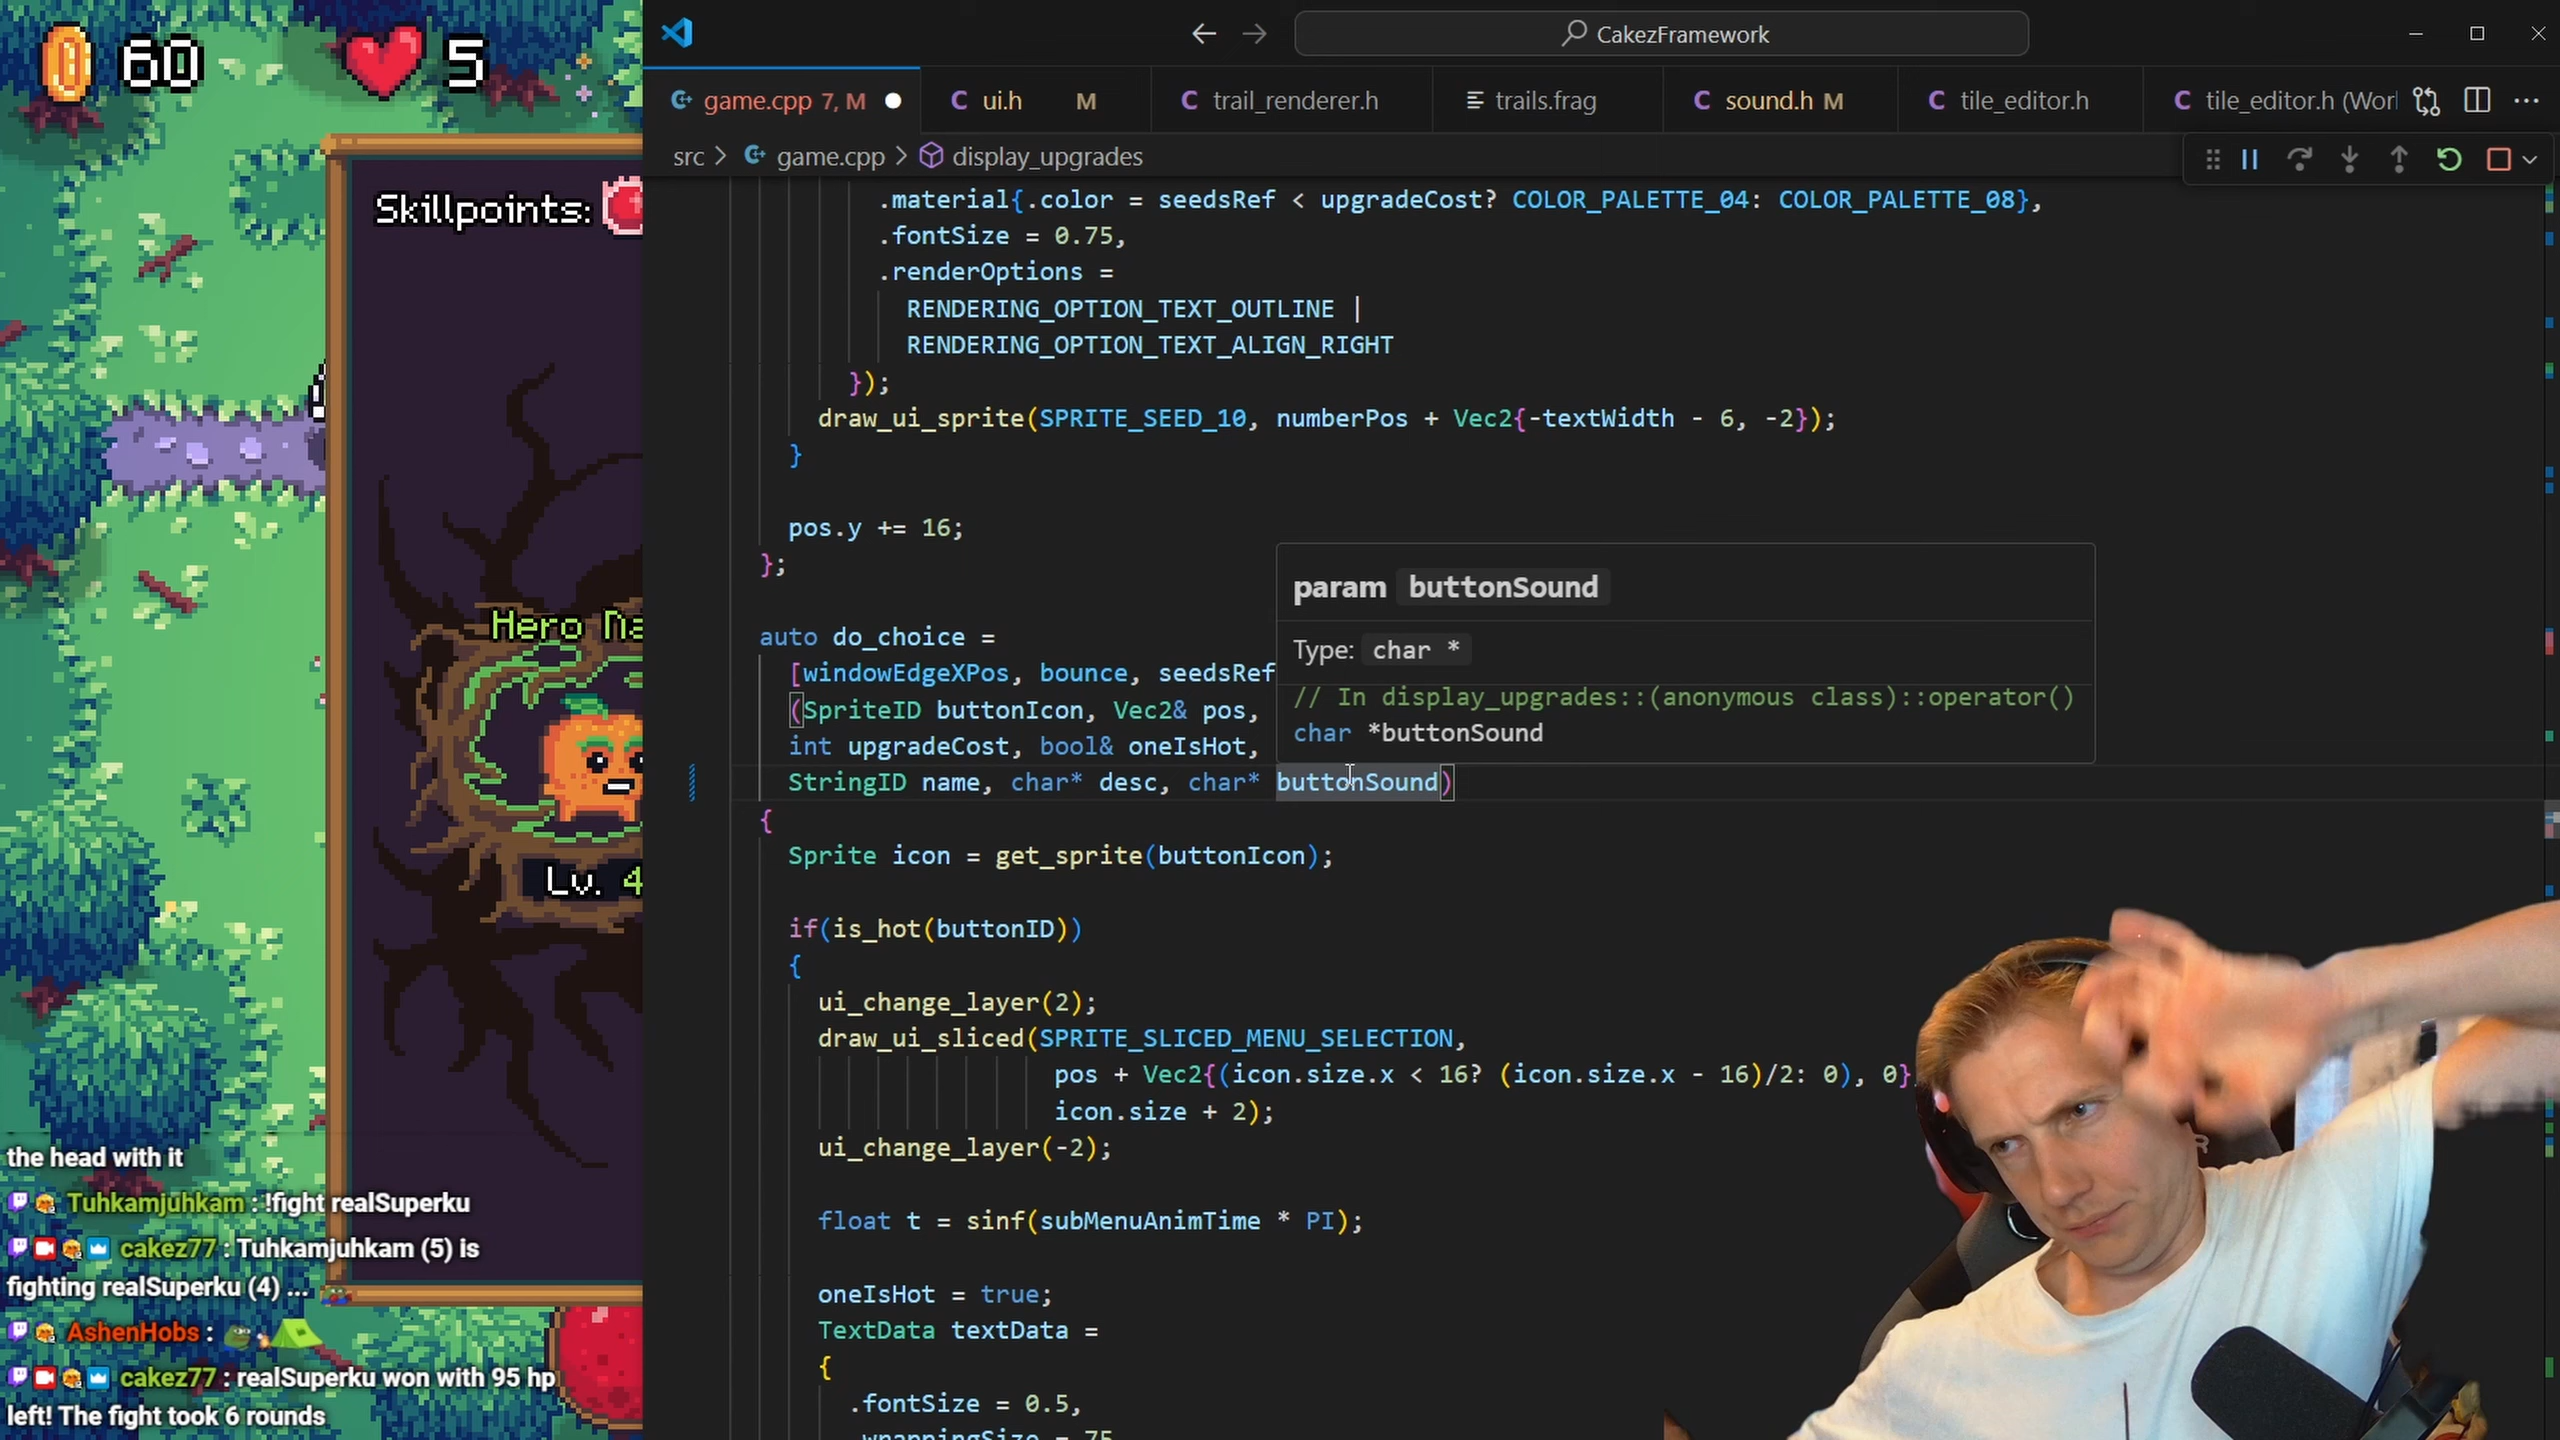 60
5
Skillpoints:
Hero Na
Lv. 4
the head with it
Tuhkamjuhkam : !fight realSuperku
cakez77 : Tuhkamjuhkam (5) is
fighting realSuperku (4) ...
AshenHobs :
cakez77 : realSuperku won with 95 hp
left! The fight took 6 rounds
CakezFramework
game.cpp 7, M
ui.h M
trail_renderer.h
trails.frag
sound.h M
tile_editor.h
tile_editor.h (Worl
src > game.cpp > display_upgrades
.material{.color = seedsRef < upgradeCost? COLOR_PALETTE_04: COLOR_PALETTE_08},
.fontSize = 0.75,
.renderOptions =
RENDERING_OPTION_TEXT_OUTLINE |
RENDERING_OPTION_TEXT_ALIGN_RIGHT
});
draw_ui_sprite(SPRITE_SEED_10, numberPos + Vec2{-textWidth - 6, -2});
}
pos.y += 16;
};
auto do_choice =
[windowEdgeXPos, bounce, seedsRef
(SpriteID buttonIcon, Vec2& pos,
int upgradeCost, bool& oneIsHot,
StringID name, char* desc, char* buttonSound)
param buttonSound
Type: char *
// In display_upgrades::(anonymous class)::operator()
char *buttonSound
{
Sprite icon = get_sprite(buttonIcon);
if(is_hot(buttonID))
{
ui_change_layer(2);
draw_ui_sliced(SPRITE_SLICED_MENU_SELECTION,
pos + Vec2{(icon.size.x < 16? (icon.size.x - 16)/2: 0), 0}
icon.size + 2);
ui_change_layer(-2);
float t = sinf(subMenuAnimTime * PI);
oneIsHot = true;
TextData textData =
{
.fontSize = 0.5,
.wrappingSize = 75